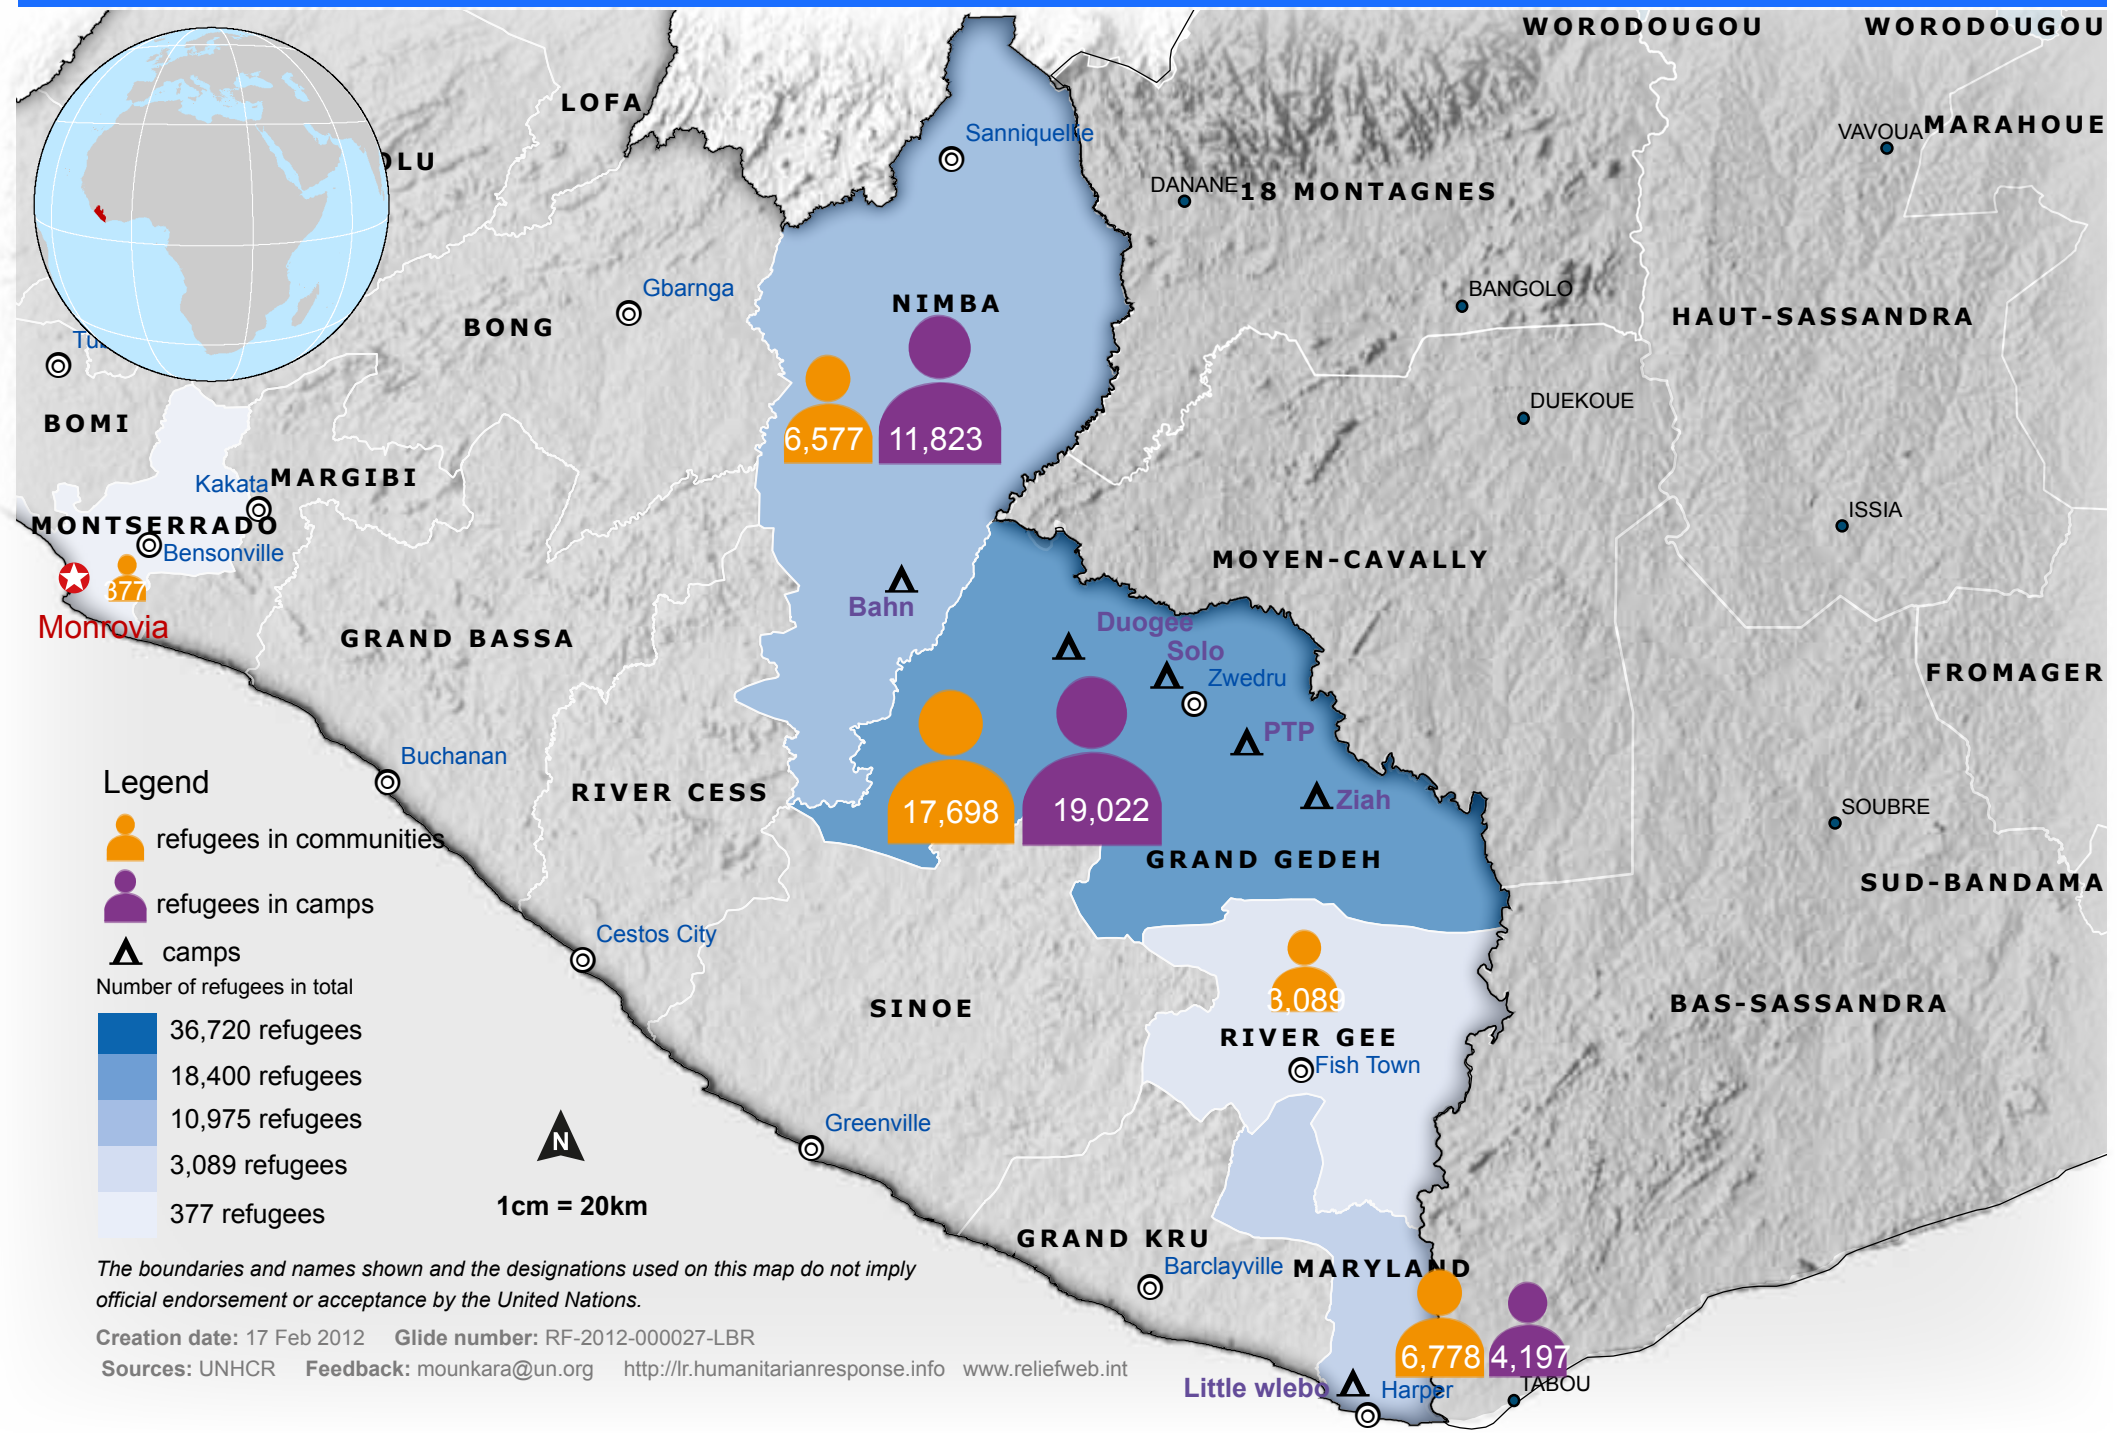 WORODOUGOU
WORODOUGOU
LOFA
Sanniquellie
VAVOUA
MARAHOUE
DANANE
18 MONTAGNES
Gbarnga
BONG
NIMBA
BANGOLO
HAUT-SASSANDRA
BOMI
6,577
11,823
DUEKOUE
Kakata
MARGIBI
MONTSERRADO
Bensonville
377
Monrovia
ISSIA
MOYEN-CAVALLY
Bahn
GRAND BASSA
Duogee
Solo
Zwedru
FROMAGER
PTP
Buchanan
RIVER CESS
17,698
19,022
Ziah
SOUBRE
GRAND GEDEH
SUD-BANDAMA
Legend
refugees in communities
refugees in camps
camps
Number of refugees in total
36,720 refugees
18,400 refugees
10,975 refugees
3,089 refugees
377 refugees
Cestos City
SINOE
3,089
RIVER GEE
Fish Town
BAS-SASSANDRA
Greenville
N
1cm = 20km
GRAND KRU
Barclayville
MARYLAND
6,778
4,197
TABOU
Little wlebo
Harper
The boundaries and names shown and the designations used on this map do not imply
official endorsement or acceptance by the United Nations.
Creation date: 17 Feb 2012 Glide number: RF-2012-000027-LBR
Sources: UNHCR Feedback: mounkara@un.org http://lr.humanitarianresponse.info www.reliefweb.int